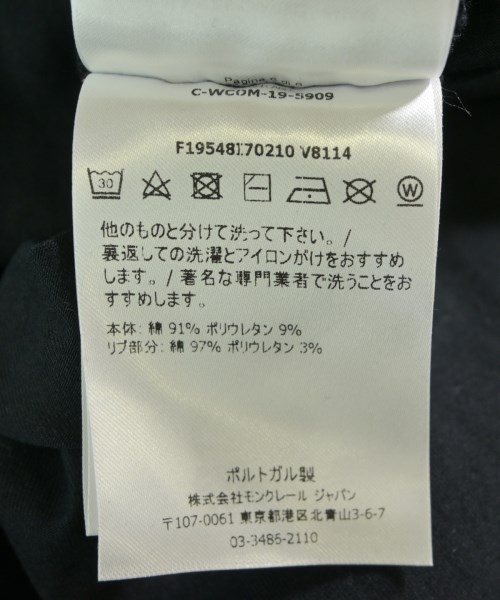 Pagina
C-WCOM-19-5909
F19548I70210 V8114
30
W
他のものと分けて洗って下さい。/
裏返しての洗濯とアイロンがけをおすすめ
します。/ 著名な専門業者で洗うことをお
すすめします。
本体: 綿 91% ポリウレタン 9%
リブ部分: 綿 97% ポリウレタン 3%
ポルトガル製
株式会社モンクレール ジャパン
〒107-0061 東京都港区北青山3-6-7
03-3486-2110